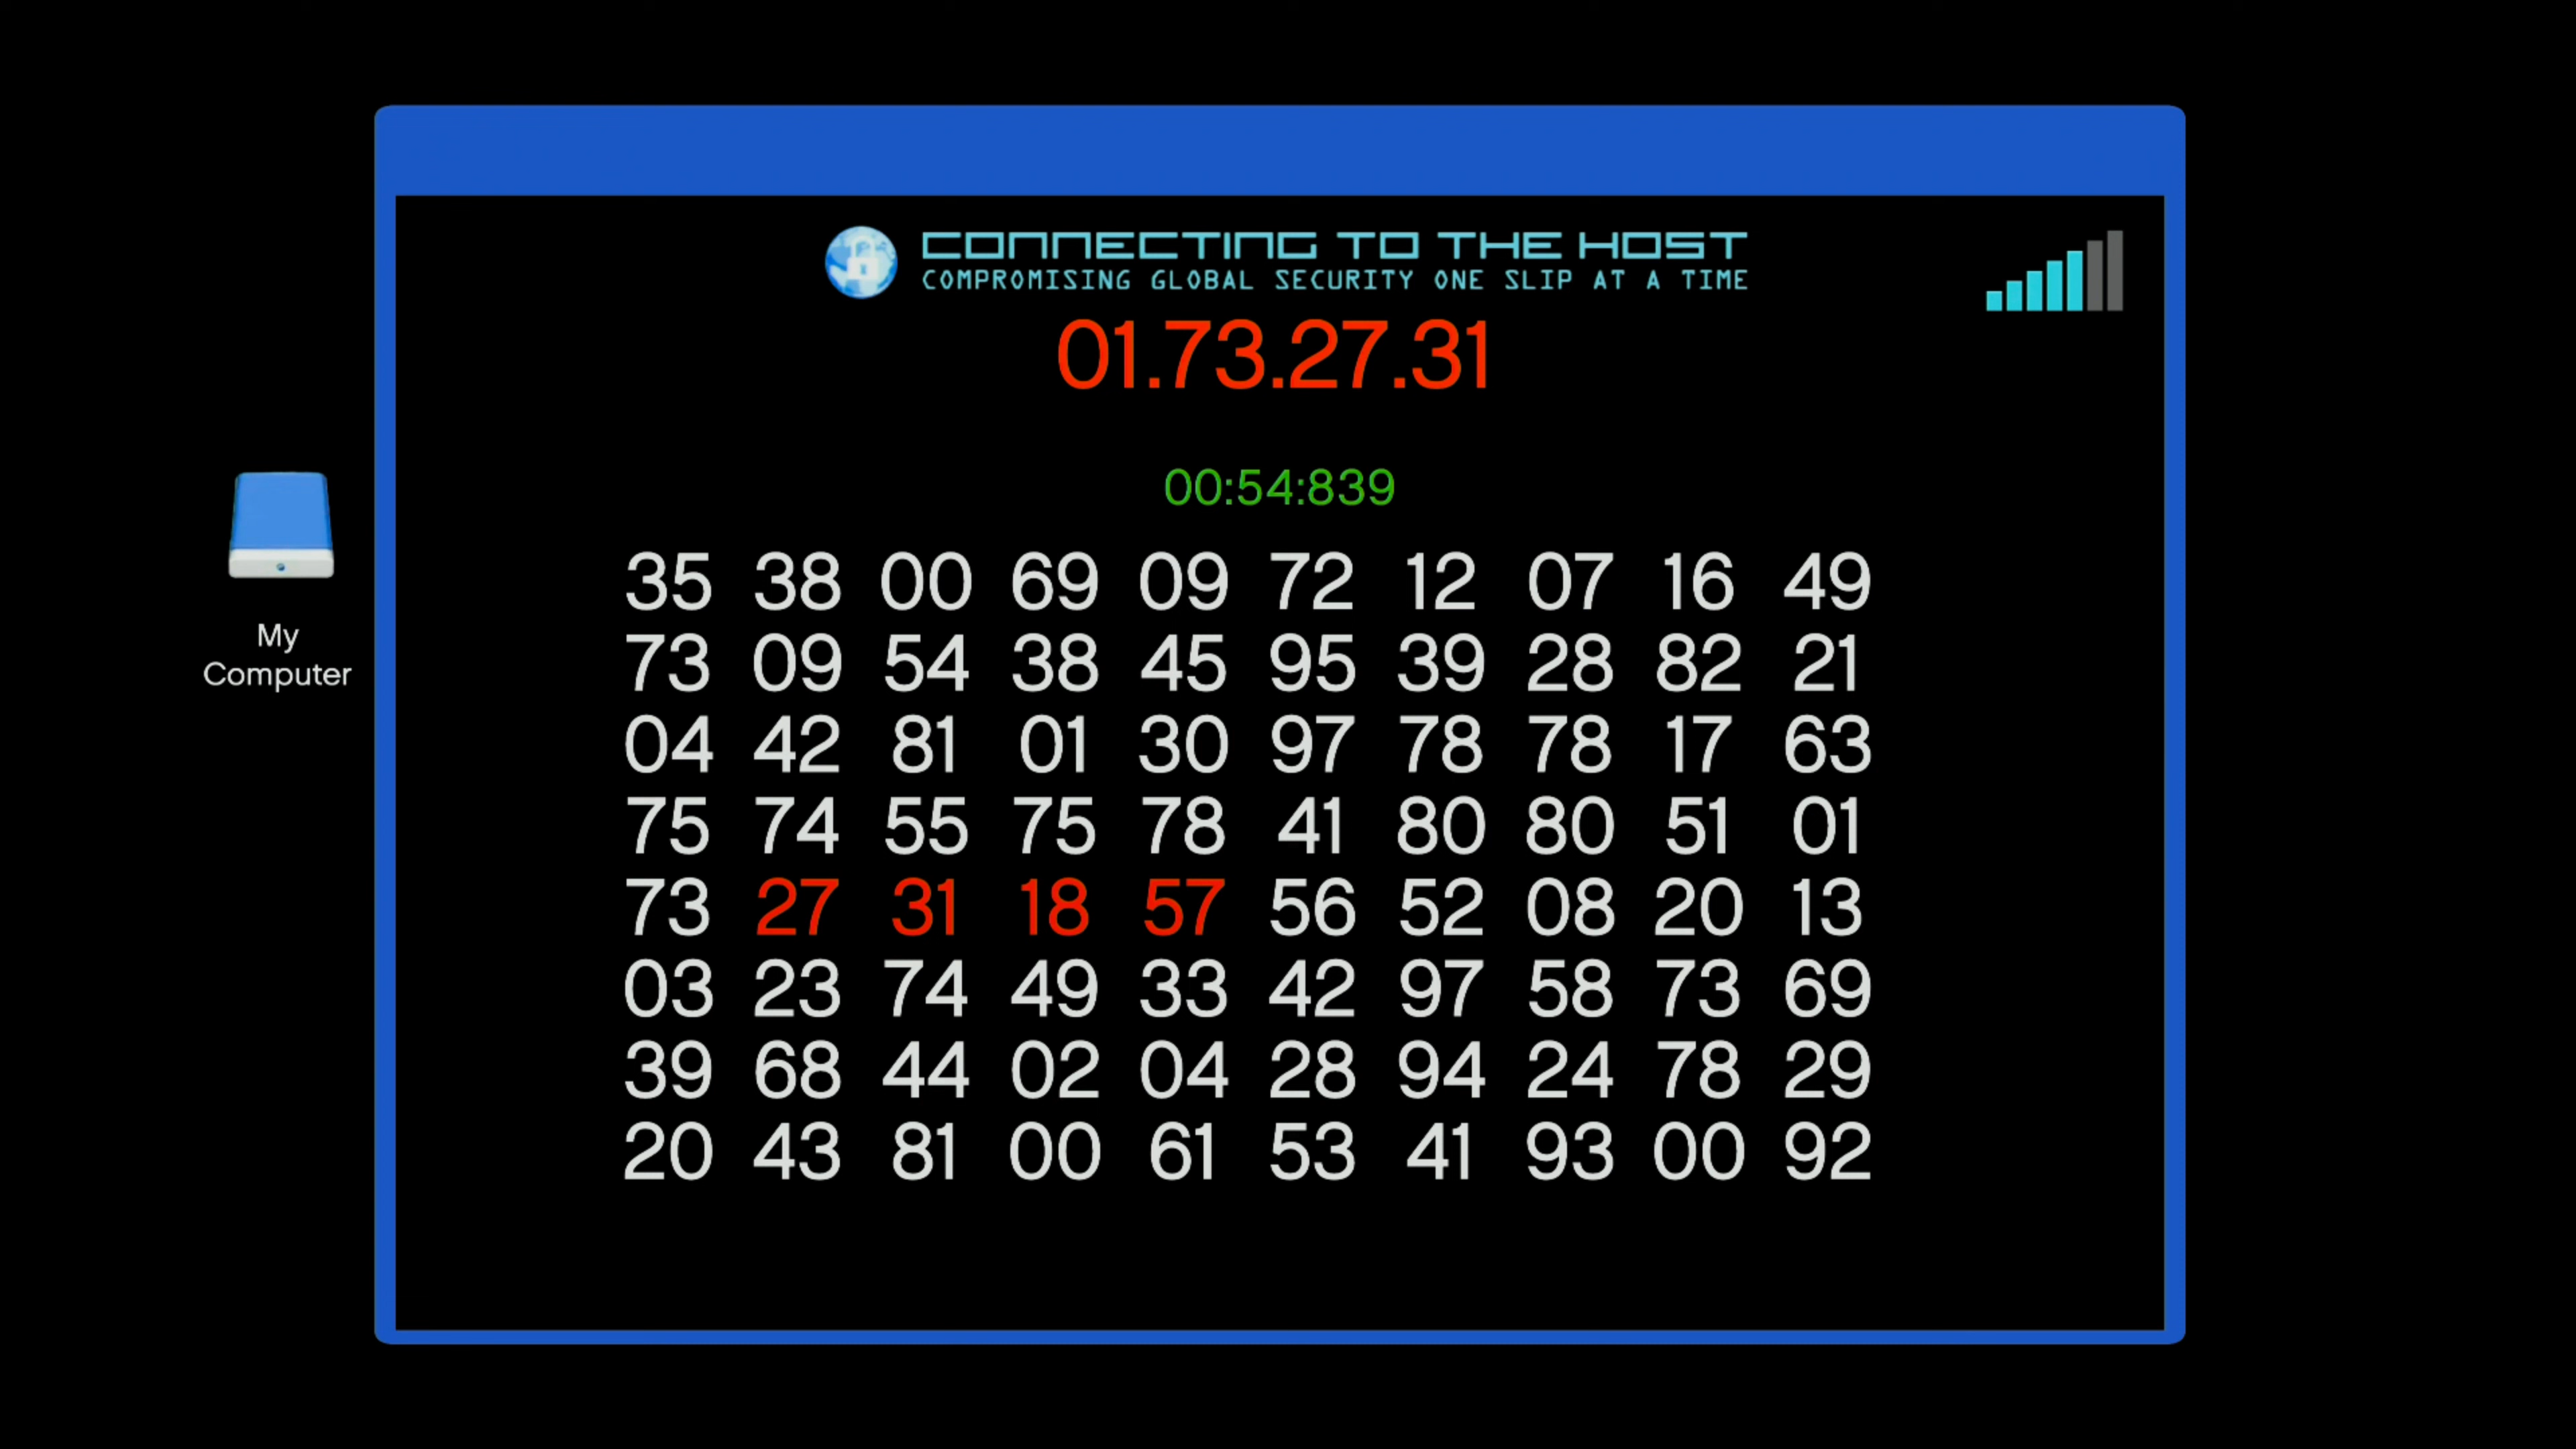 CONNECTING TO THE HOST
COMPROMISING GLOBAL SECURITY ONE SLIP AT A TIME
01.73.27.31
00:54:839
My
Computer
35 38 00 69 09 72 12 07 16 49
73 09 54 38 45 95 39 28 82 21
04 42 81 01 30 97 78 78 17 63
75 74 55 75 78 41 80 80 51 01
73 27 31 18 57 56 52 08 20 13
03 23 74 49 33 42 97 58 73 69
39 68 44 02 04 28 94 24 78 29
20 43 81 00 61 53 41 93 00 92